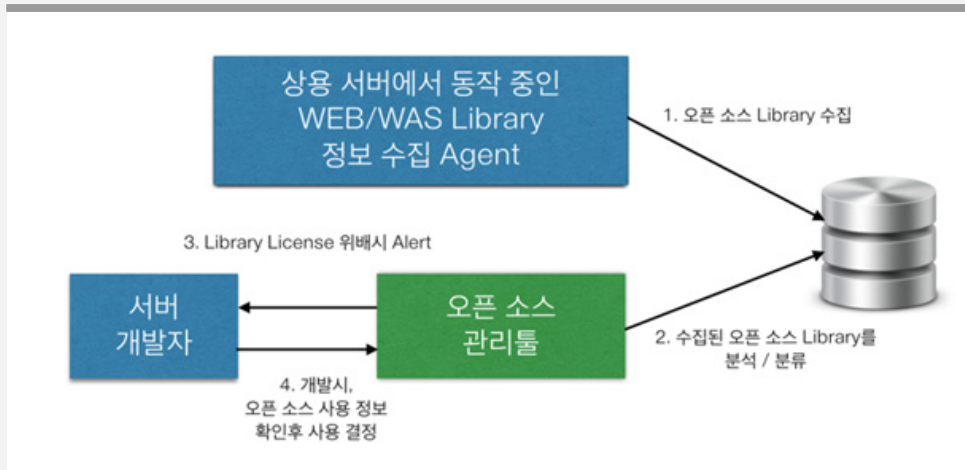 상용 서버에서 동작 중인
WEB/WAS Library
정보 수집 Agent
1. 오픈 소스 Library 수집
3. Library License 위배시 Alert
서버
개발자
오픈 소스
관리툴
2. 수집된 오픈 소스 Library를
분석 / 분류
4. 개발시,
오픈 소스 사용 정보
확인후 사용 결정